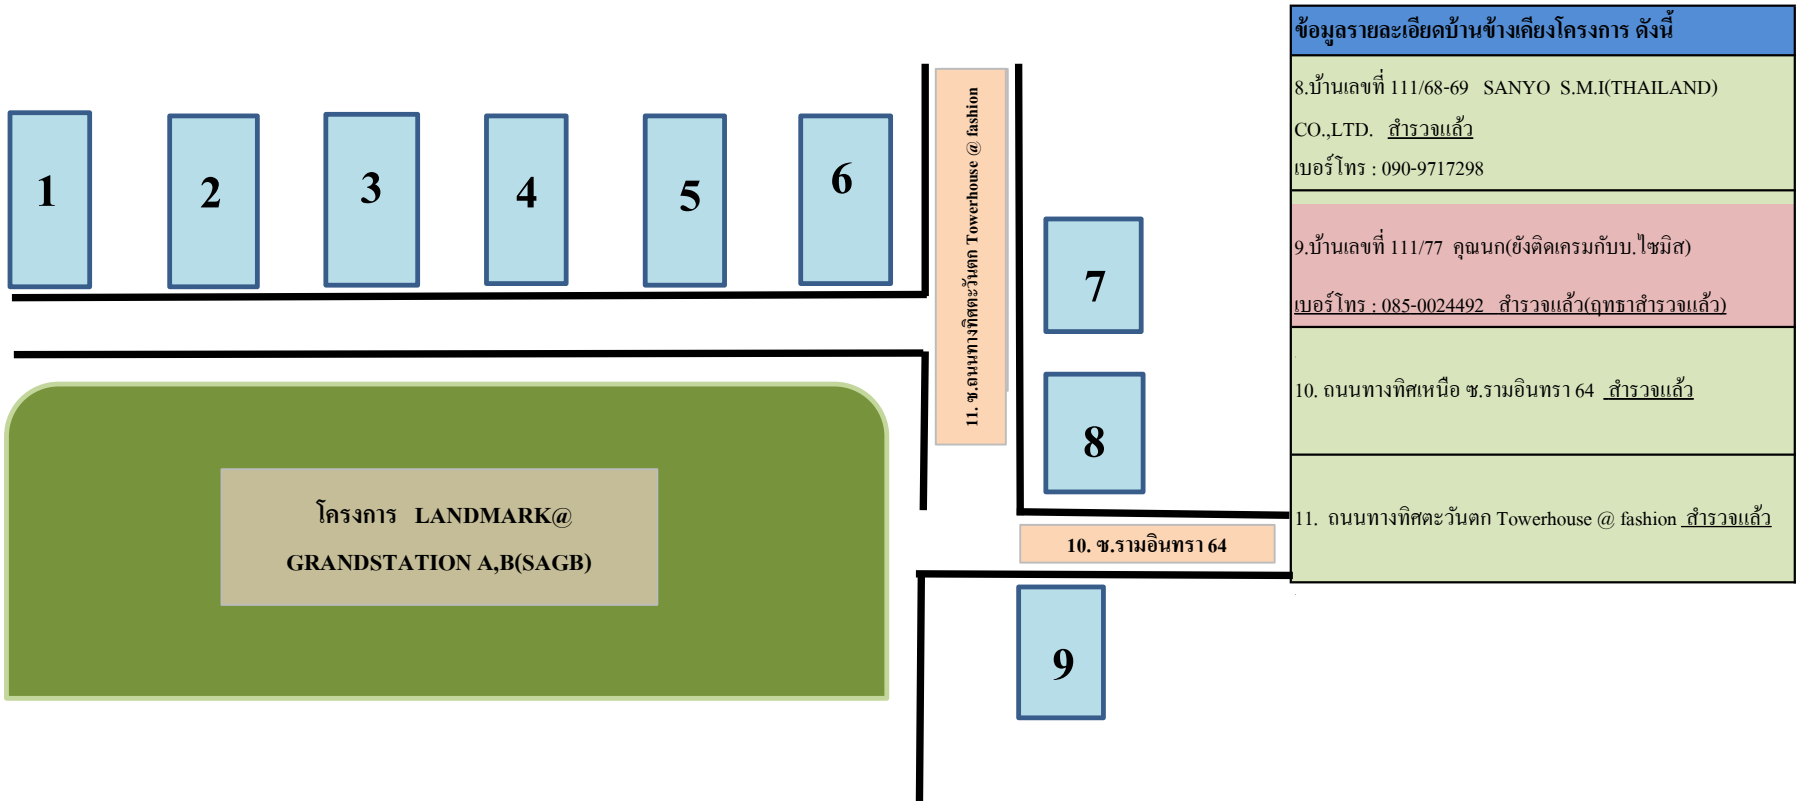 1
2
3
4
5
6
11. ซ.ถนนทางทิศตะวันตก Towerhouse @ fashion
7
8
โครงการ LANDMARK@
GRANDSTATION A,B(SAGB)
10. ซ.รามอินทรา 64
9
ข้อมูลรายละเอียดบ้านข้างเคียงโครงการ ดังนี้
8.บ้านเลขที่ 111/68-69 SANYO S.M.I(THAILAND)
CO.,LTD. สำรวจแล้ว
เบอร์โทร : 090-9717298
9.บ้านเลขที่ 111/77 คุณนก(ยังติดเครมกับบ.ไซมิส)
เบอร์โทร : 085-0024492 สำรวจแล้ว(ฤทธาสำรวจแล้ว)
10. ถนนทางทิศเหนือ ซ.รามอินทรา 64 สำรวจแล้ว
11. ถนนทางทิศตะวันตก Towerhouse @ fashion สำรวจแล้ว